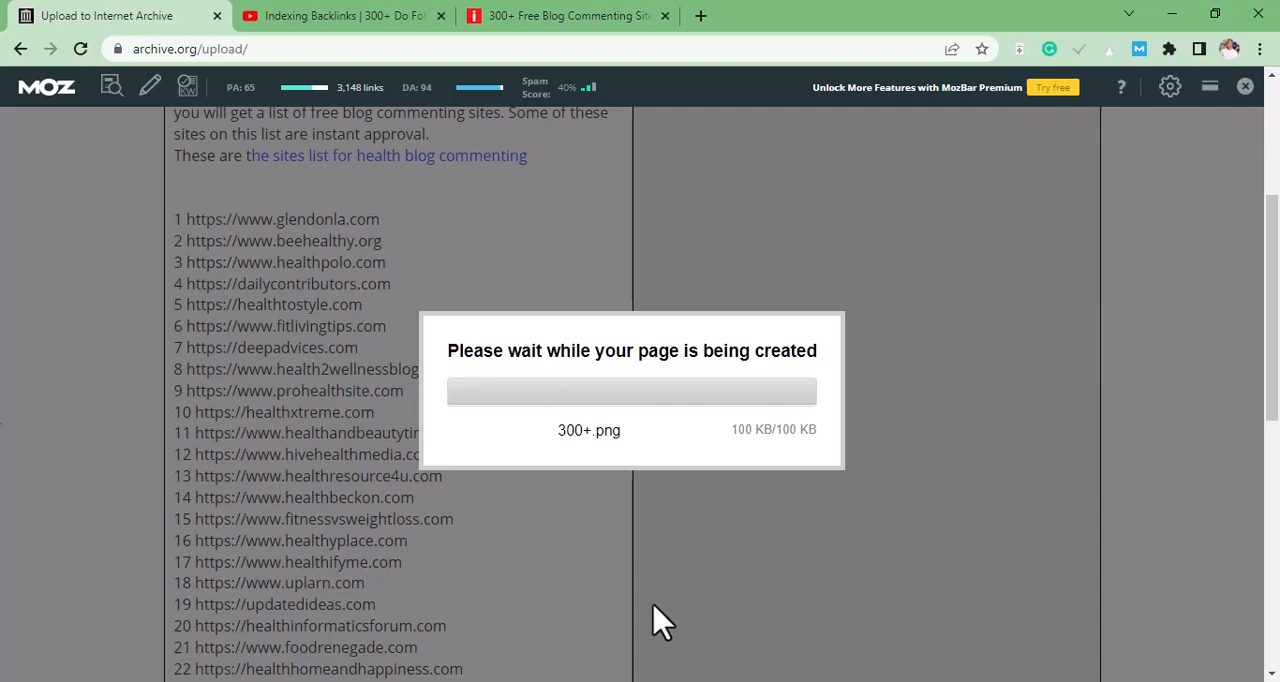 Upload to Internet Archive
Indexing Backlinks | 300+ Do Fol
300+ Free Blog Commenting Site
archive.org/upload/
MOZ
PA: 65
3,148 links
DA: 94
Spam
Score:
40%
Unlock More Features with MozBar Premium
Try free
?
you will get a list of free blog commenting sites. Some of these
sites on this list are instant approval.
These are the sites list for health blog commenting
1 https://www.glendonla.com
2 https://www.beehealthy.org
3 https://www.healthpolo.com
4 https://dailycontributors.com
5 https://healthtostyle.com
6 https://www.fitlivingtips.com
7 https://deepadvices.com
8 https://www.health2wellnessblog
9 https://www.prohealthsite.com
10 https://healthxtreme.com
11 https://www.healthandbeautytin
12 https://www.hivehealthmedia.co
13 https://www.healthresource4u.com
14 https://www.healthbeckon.com
15 https://www.fitnessvsweightloss.com
16 https://www.healthyplace.com
17 https://www.healthifyme.com
18 https://www.uplarn.com
19 https://updatedideas.com
20 https://healthinformaticsforum.com
21 https://www.foodrenegade.com
22 https://healthhomeandhappiness.com
Please wait while your page is being created
300+.png
100 KB/100 KB